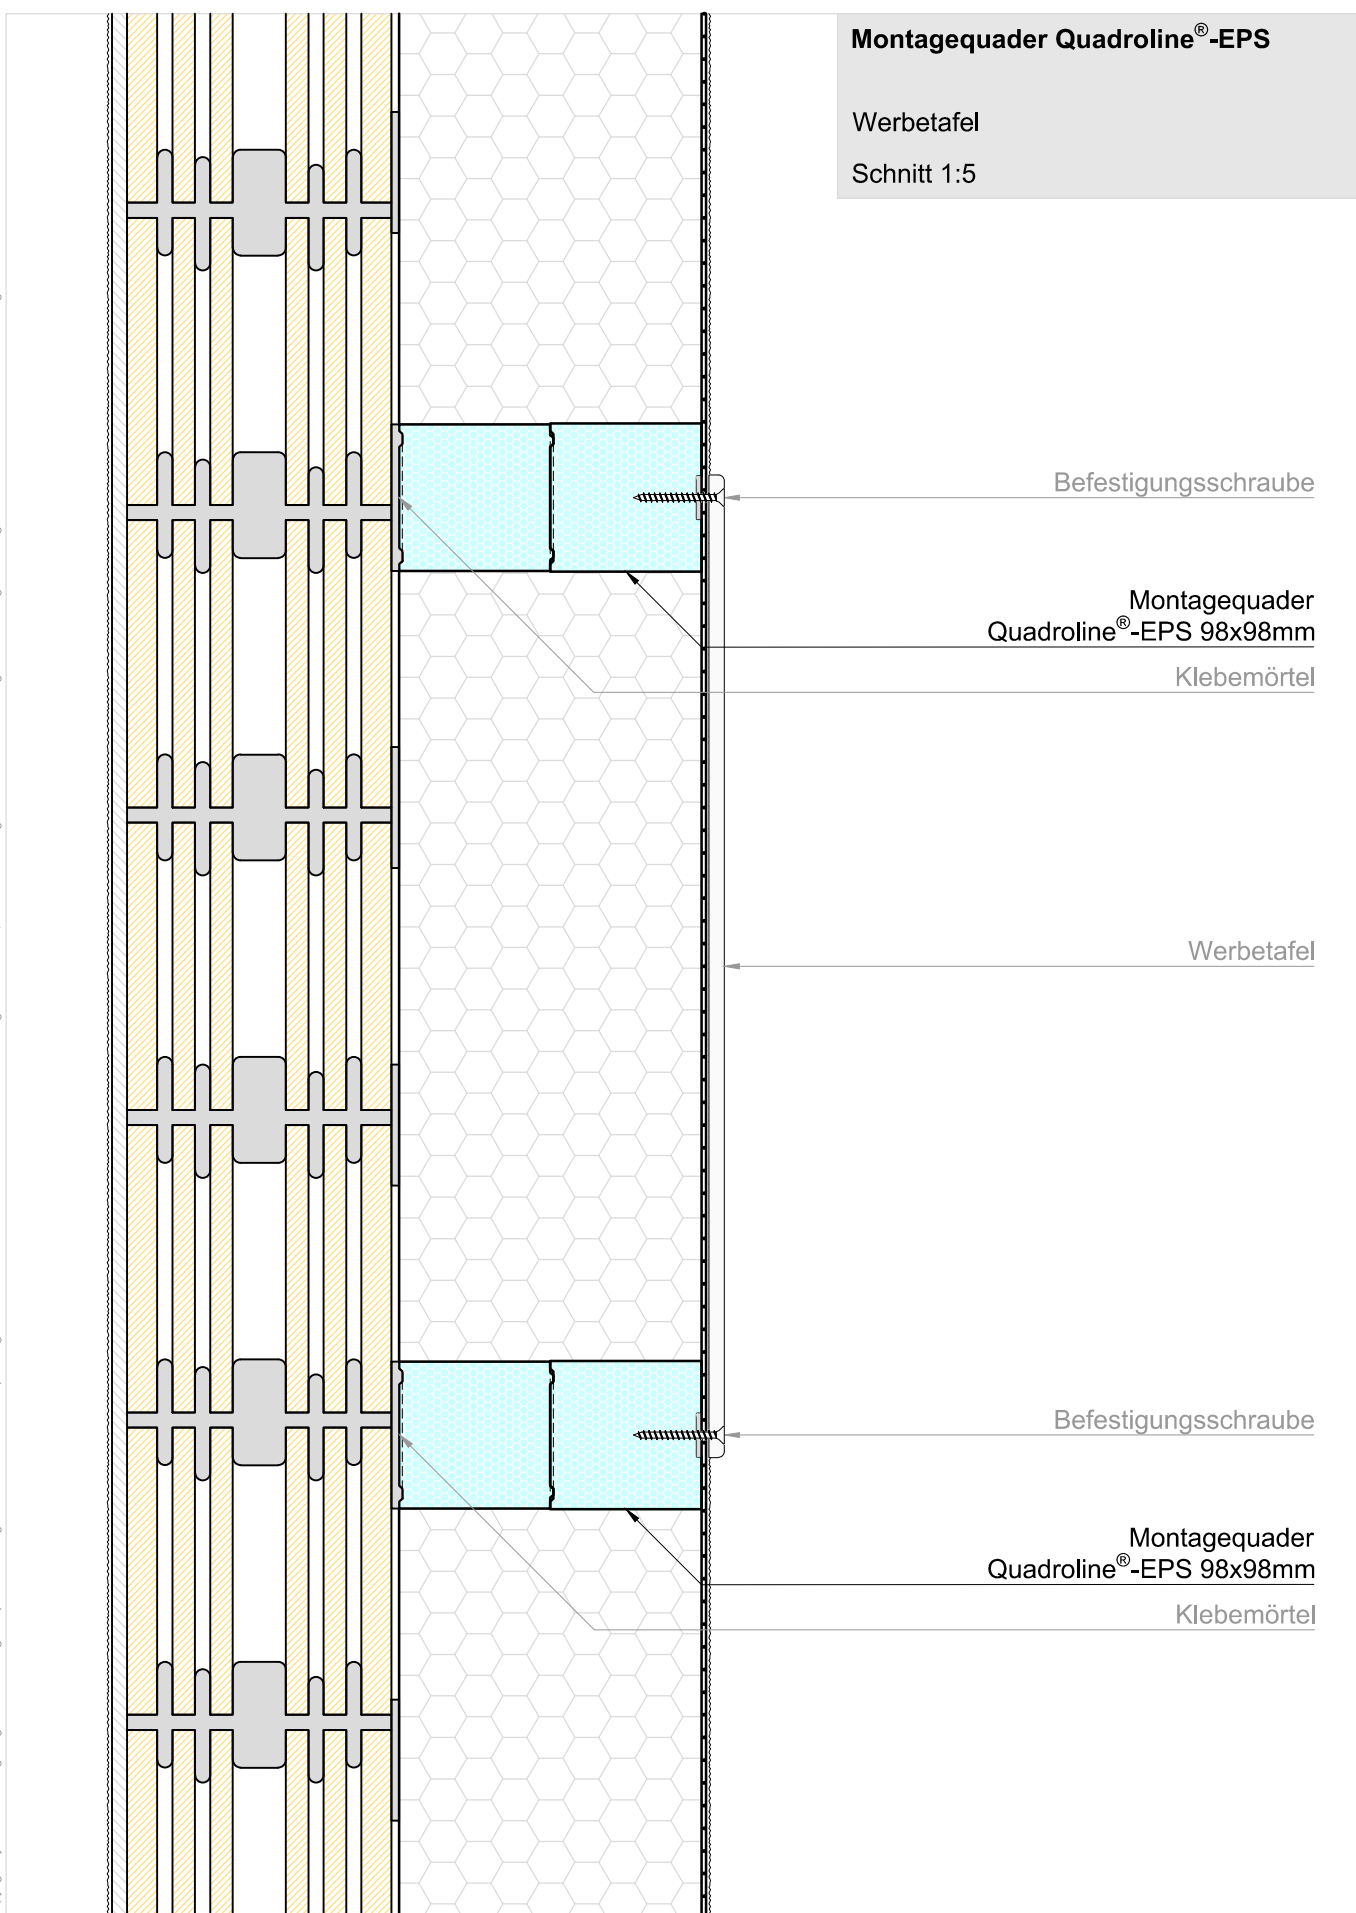 Montagequader Quadroline®-EPS
Werbetafel
Schnitt 1:5
Befestigungsschraube
Montagequader
Quadroline®-EPS 98x98mm
Klebemörtel
Werbetafel
Befestigungsschraube
Montagequader
Quadroline®-EPS 98x98mm
Klebemörtel